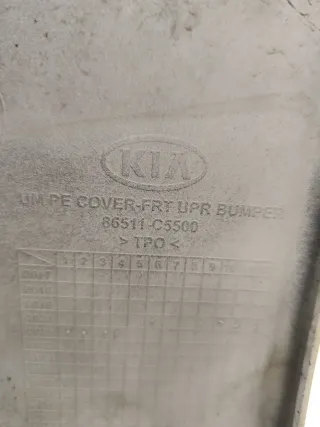 KIA
UM PE COVER-FRT UPR BUMPER
86511-C5500
> TPO <
1 2 3 4 5 6 7 8 9